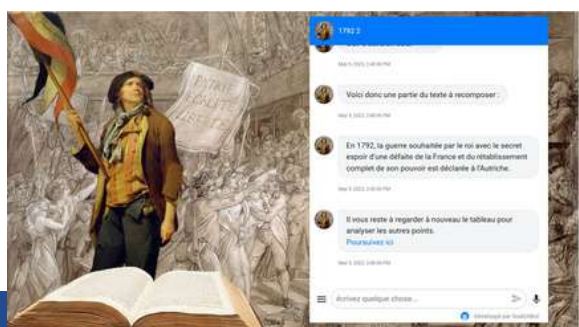 PATRIE
ÉGALITÉ
LIBERTÉ
1792 2
Voici donc une partie du texte à recomposer :
En 1792, la guerre souhaitée par le roi avec le secret
espoir d'une défaite de la France et du rétablissement
complet de son pouvoir est déclarée à l'Autriche.
Il vous reste à regarder à nouveau le tableau pour
analyser les autres points.
Poursuivez ici
écrivez quelque chose...